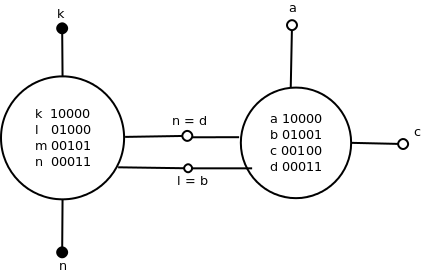 k
a
k 10000
l 01000
m 00101
n 00011
n = d
l = b
a 10000
b 01001
c 00100
d 00011
c
n